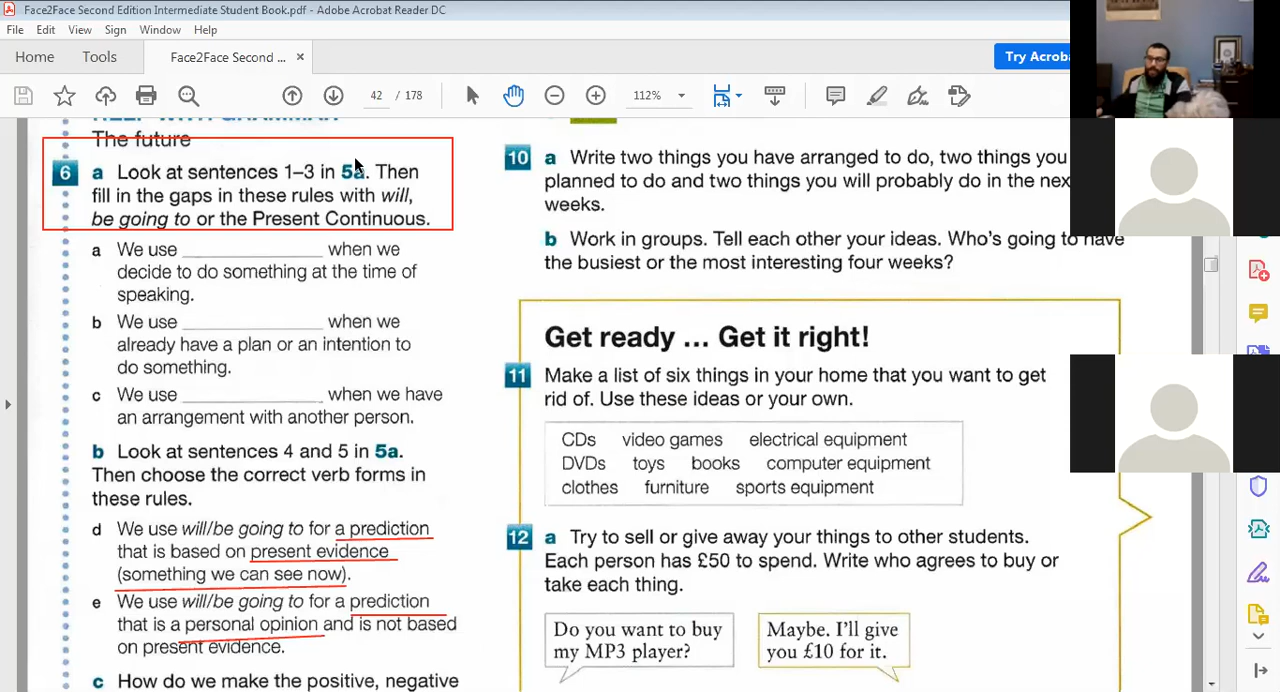 Face2Face Second Edition Intermediate Student Book.pdf - Adobe Acrobat Reader DC
File Edit View Sign Window Help
Home Tools Face2Face Second ... × Try Acroba
42 / 178 112%
The future
6 a Look at sentences 1–3 in 5a. Then
fill in the gaps in these rules with will,
be going to or the Present Continuous.
a We use ____________ when we
decide to do something at the time of
speaking.
b We use ____________ when we
already have a plan or an intention to
do something.
c We use ____________ when we have
an arrangement with another person.
b Look at sentences 4 and 5 in 5a.
Then choose the correct verb forms in
these rules.
d We use will/be going to for a prediction
that is based on present evidence
(something we can see now).
e We use will/be going to for a prediction
that is a personal opinion and is not based
on present evidence.
c How do we make the positive, negative
10 a Write two things you have arranged to do, two things you
planned to do and two things you will probably do in the
weeks.
b Work in groups. Tell each other your ideas. Who's going to have
the busiest or the most interesting four weeks?
Get ready ... Get it right!
11 Make a list of six things in your home that you want to get
rid of. Use these ideas or your own.
CDs video games electrical equipment
DVDs toys books computer equipment
clothes furniture sports equipment
12 a Try to sell or give away your things to other students.
Each person has £50 to spend. Write who agrees to buy or
take each thing.
Do you want to buy
my MP3 player?
Maybe. I'll give
you £10 for it.